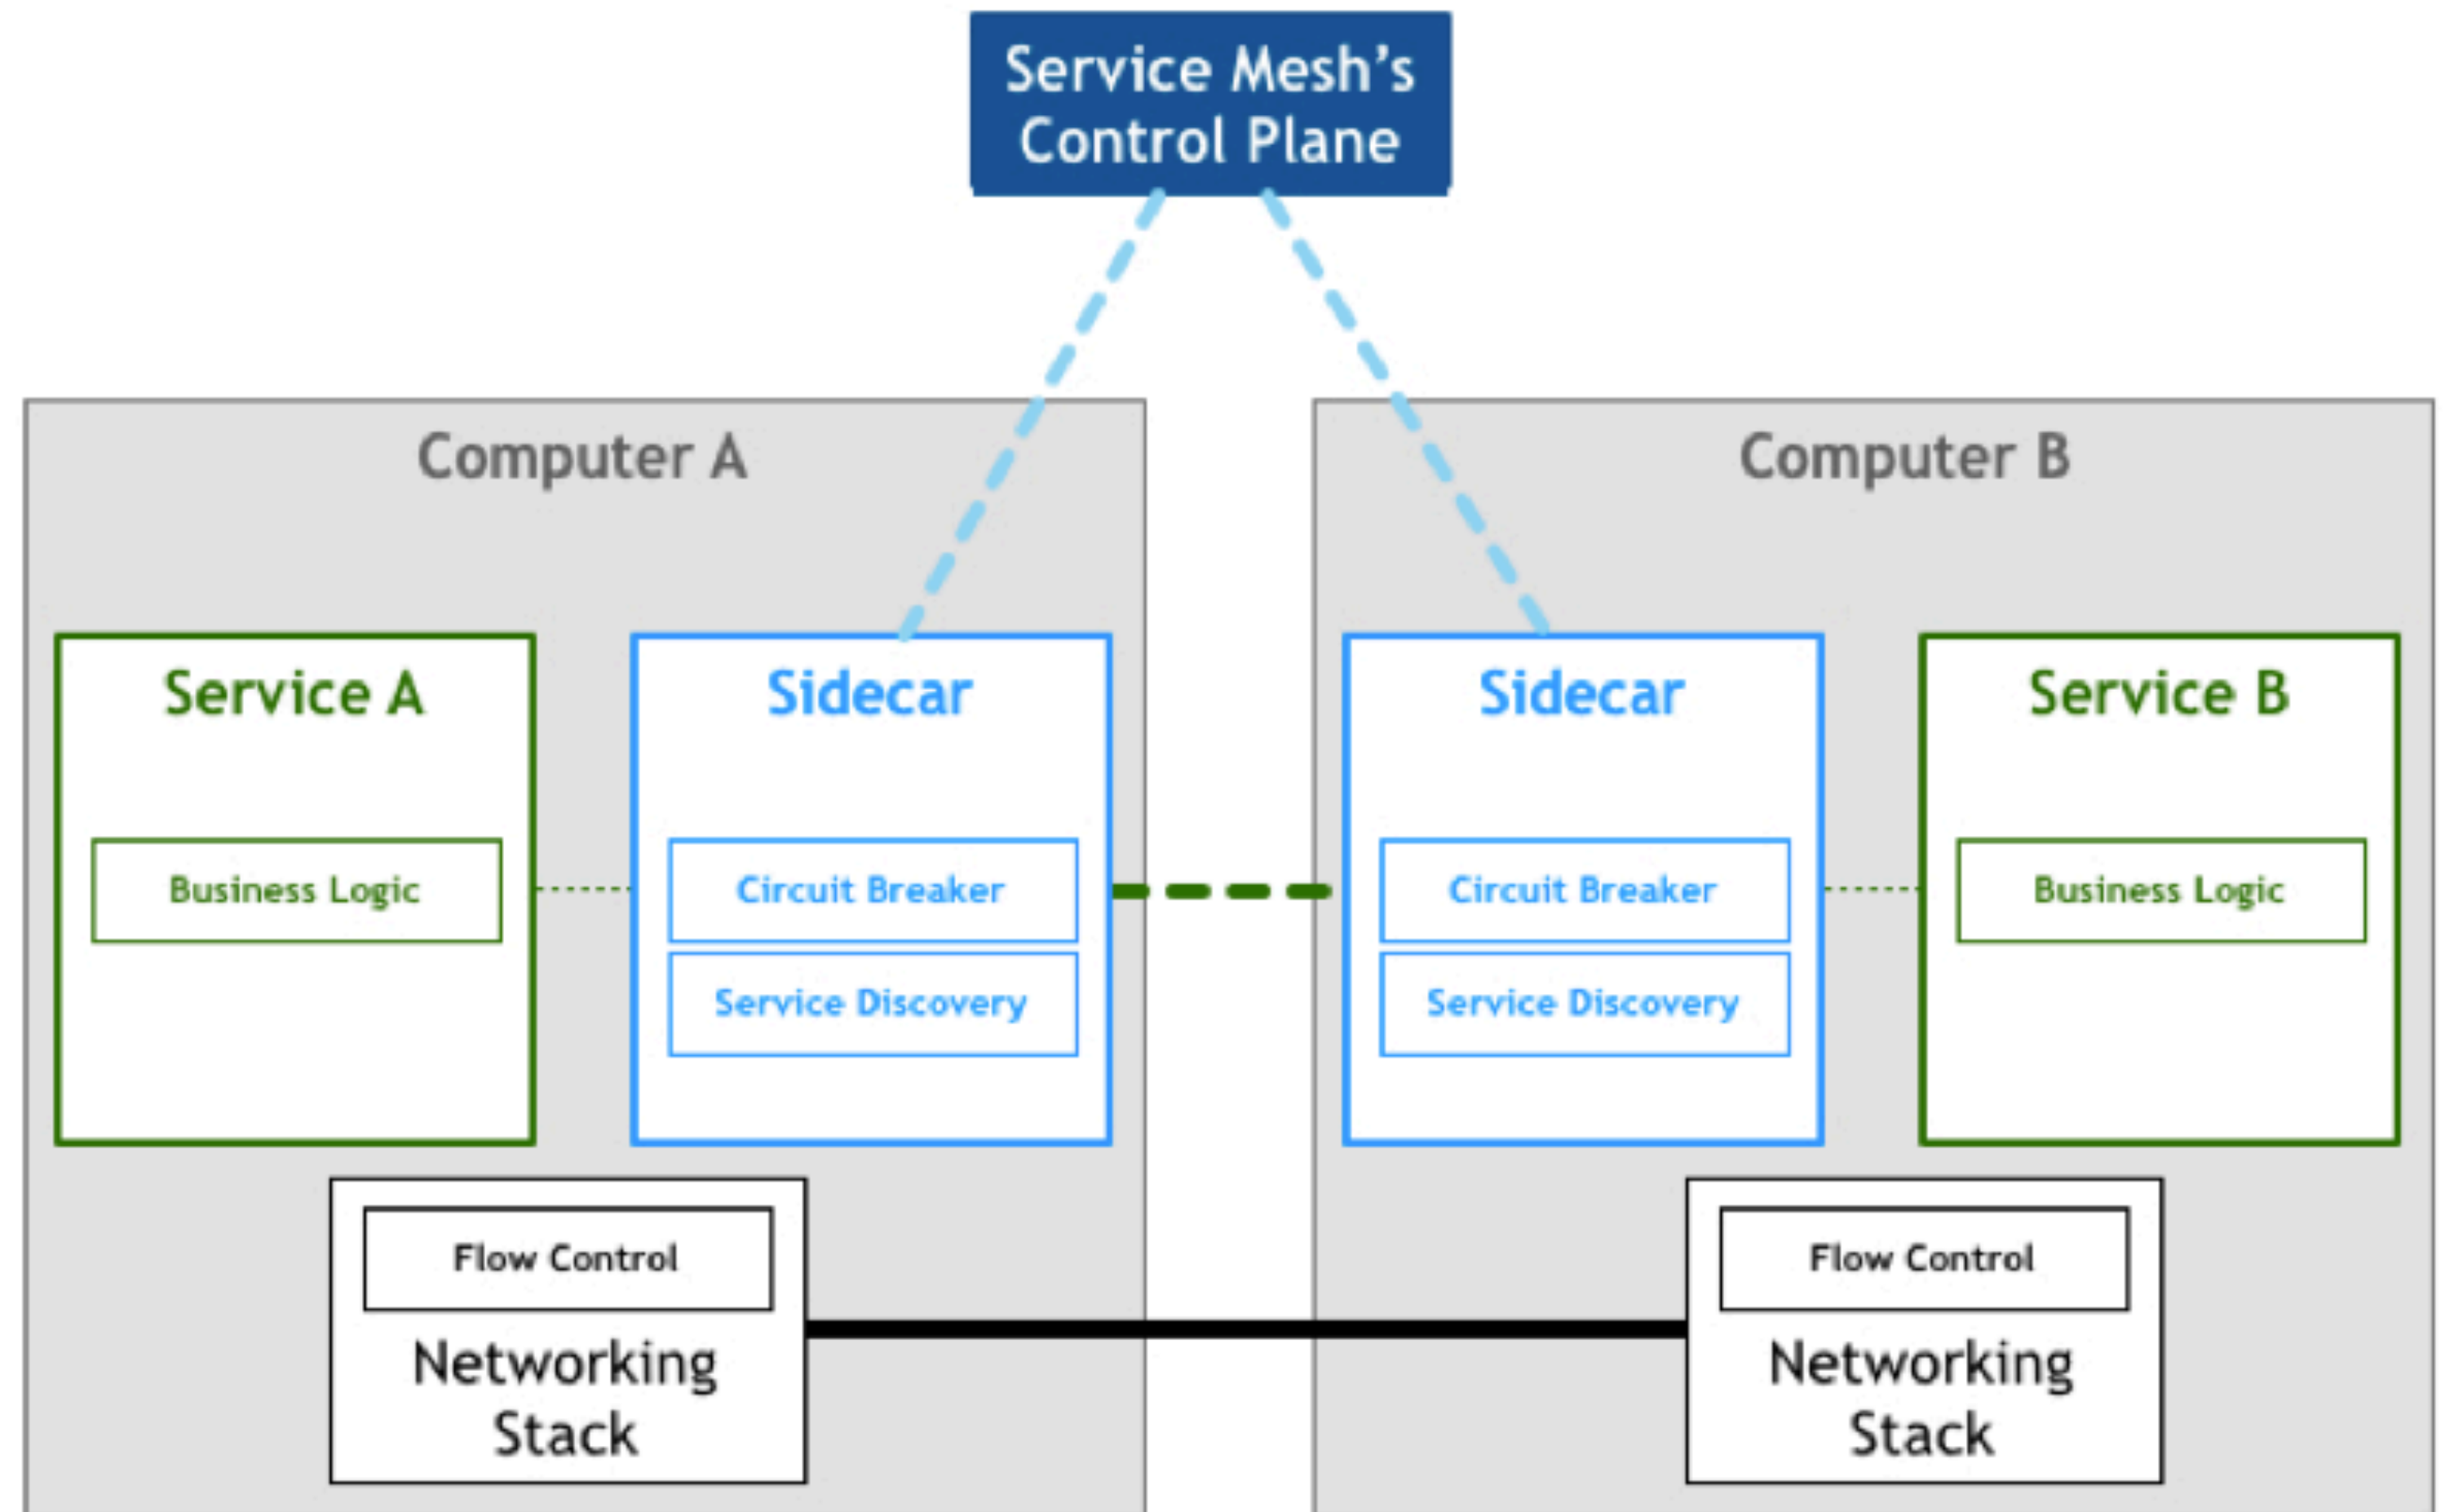 Service Mesh's
Control Plane
Computer A
Computer B
Service A
Sidecar
Sidecar
Service B
Business Logic
Circuit Breaker
Circuit Breaker
Business Logic
Service Discovery
Service Discovery
Flow Control
Flow Control
Networking
Stack
Networking
Stack